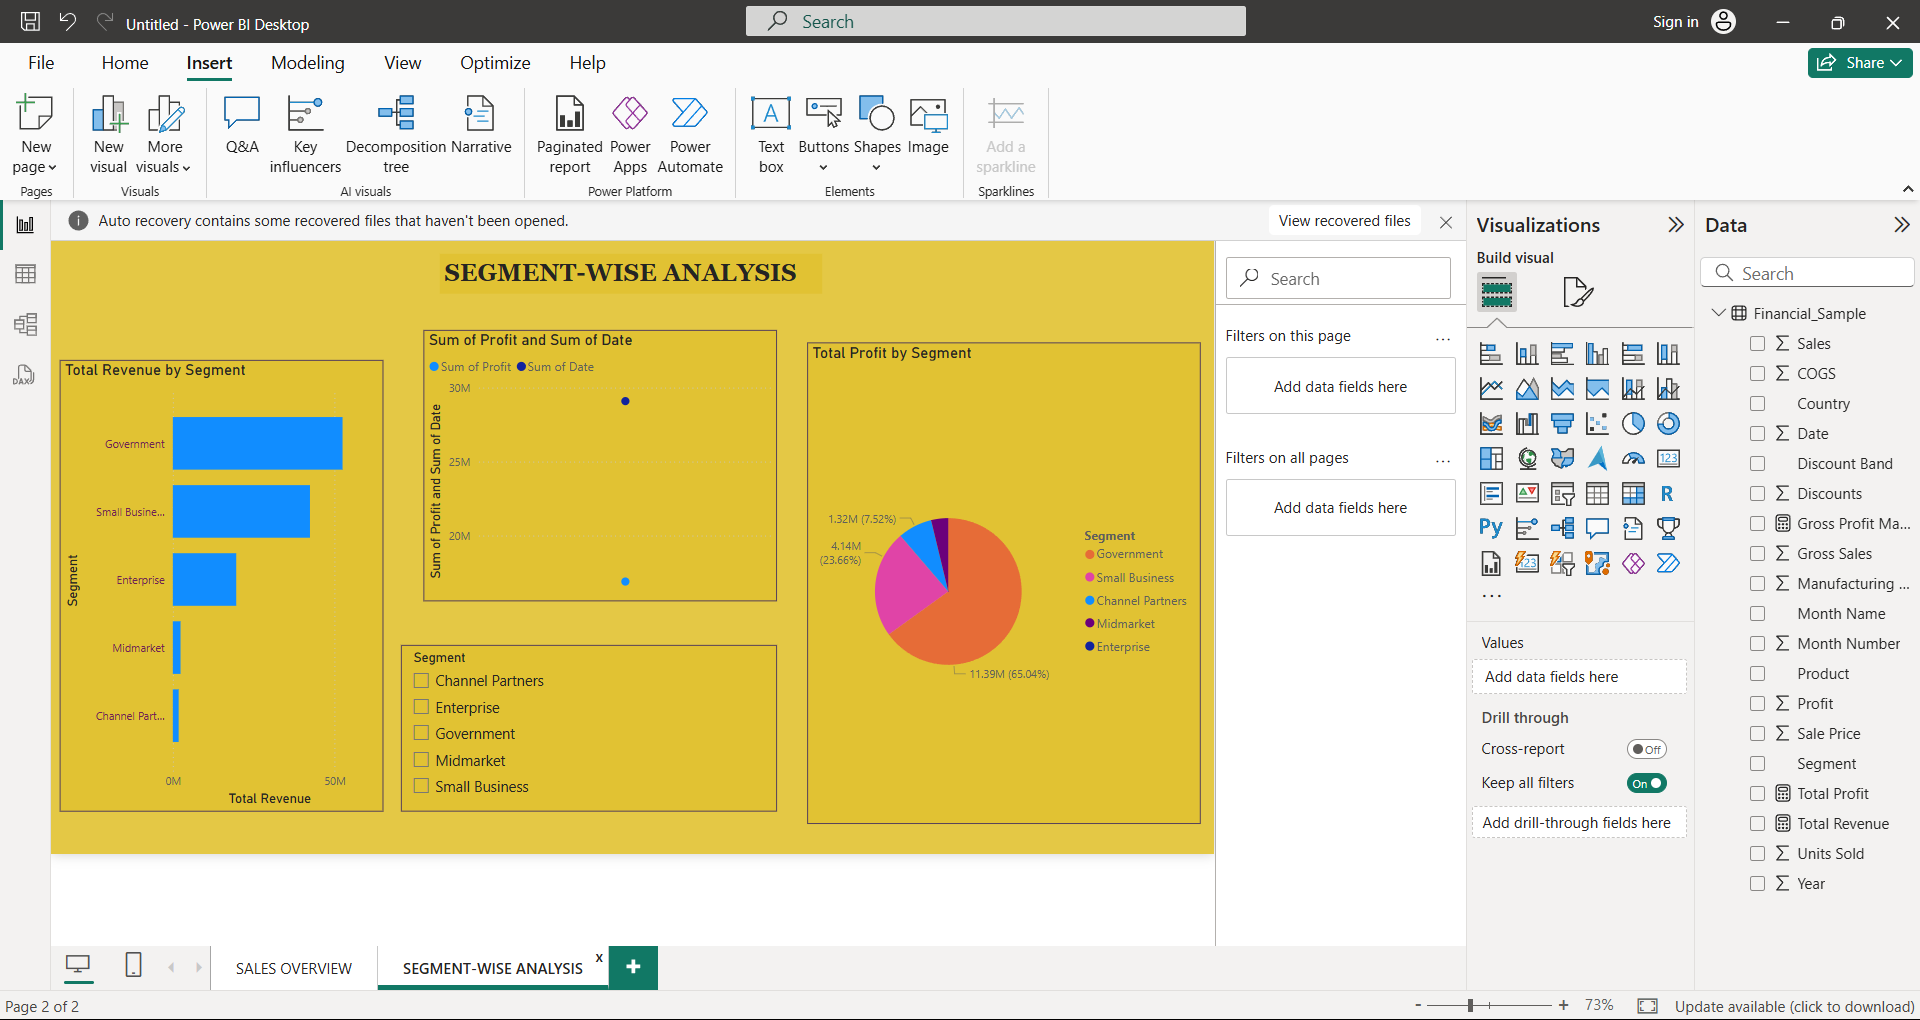 Untitled - Power BI Desktop
Search
Sign in
File Home Insert Modeling View Optimize Help
Share
New page
New visual
More visuals
Q&A
Key influencers
Decomposition tree
Narrative
Paginated report
Power Apps
Power Automate
Text box
Buttons
Shapes
Image
Add a sparkline
Pages Visuals AI visuals Power Platform Elements Sparklines
Auto recovery contains some recovered files that haven't been opened.
View recovered files
DAX
SEGMENT-WISE ANALYSIS
Total Revenue by Segment
Segment
Government
Small Busine...
Enterprise
Midmarket
Channel Part...
0M 50M
Total Revenue
Sum of Profit and Sum of Date
Sum of Profit Sum of Date
Sum of Profit and Sum of Date
30M
25M
20M
Segment
Channel Partners
Enterprise
Government
Midmarket
Small Business
Total Profit by Segment
1.32M (7.52%)
4.14M
(23.66%)
11.39M (65.04%)
Segment
Government
Small Business
Channel Partners
Midmarket
Enterprise
Search
Filters on this page ...
Add data fields here
Filters on all pages ...
Add data fields here
Visualizations
Build visual
123
R
Py
123
...
Values
Add data fields here
Drill through
Cross-report Off
Keep all filters On
Add drill-through fields here
Data
Search
Financial_Sample
Σ Sales
Σ COGS
Country
Σ Date
Discount Band
Σ Discounts
Gross Profit Ma...
Σ Gross Sales
Σ Manufacturing ...
Month Name
Σ Month Number
Product
Σ Profit
Σ Sale Price
Segment
Total Profit
Total Revenue
Σ Units Sold
Σ Year
SALES OVERVIEW
SEGMENT-WISE ANALYSIS x
+
Page 2 of 2
- + 73%
Update available (click to download)